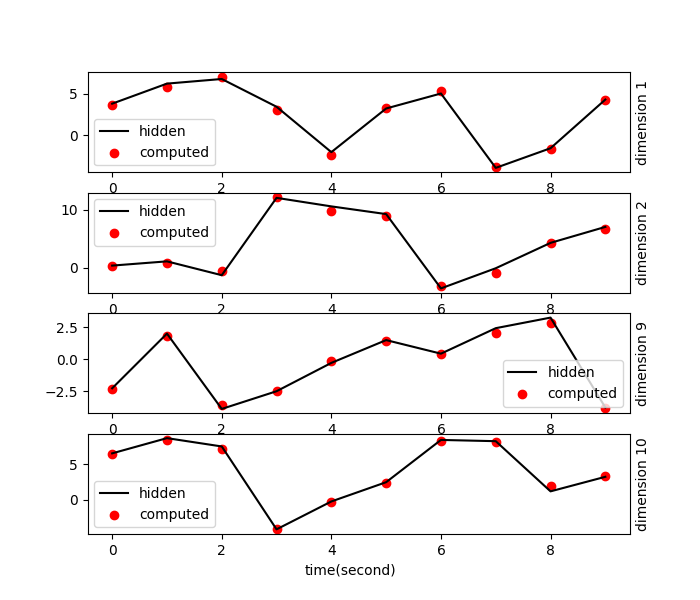 5
0
hidden
computed
0
2
4
6
8
dimension 1
10
0
hidden
computed
0
2
4
6
8
dimension 2
2.5
0.0
−2.5
hidden
computed
0
2
4
6
8
dimension 9
5
0
hidden
computed
0
2
4
6
8
dimension 10
time(second)